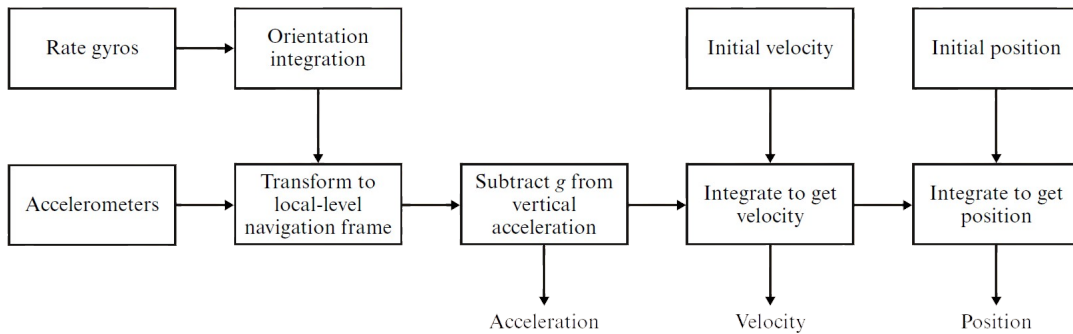 Rate gyros
Orientation
integration
Initial velocity
Initial position
Accelerometers
Transform to
local-level
navigation frame
Subtract g from
vertical
acceleration
Integrate to get
velocity
Integrate to get
position
Acceleration
Velocity
Position